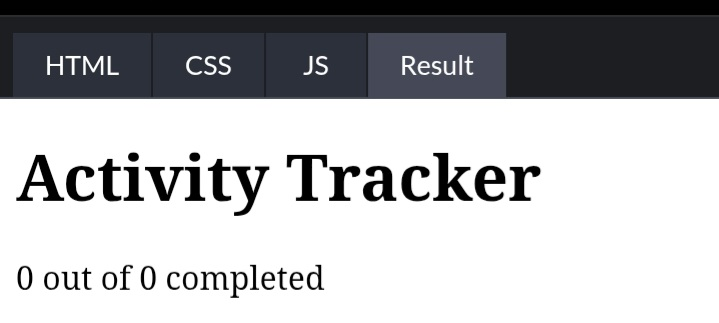 HTML CSS JS Result
Activity Tracker
0 out of 0 completed